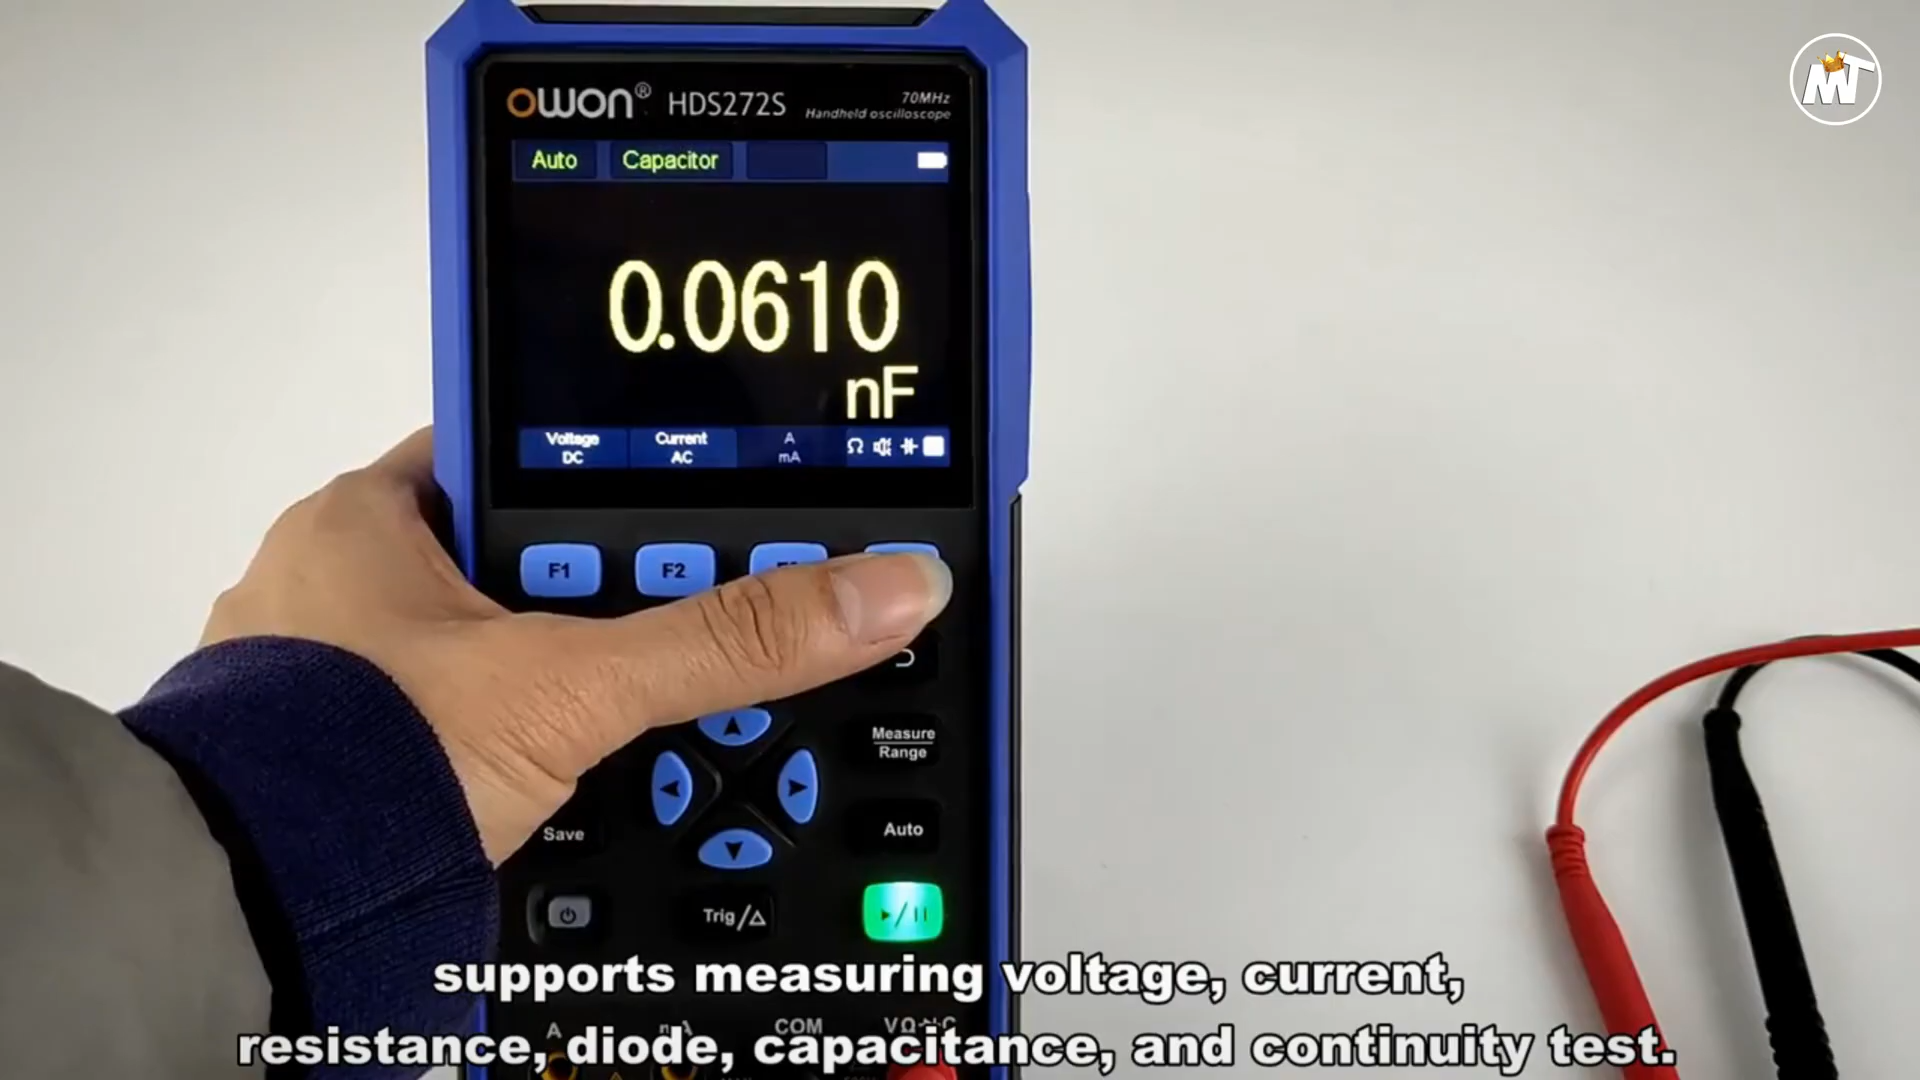 owon® HDS272S
70MHz
Handheld oscilloscope
MT
Auto Capacitor
0.0610
nF
Voltage DC
Current AC
A mA
Ω
F1 F2
Measure
Range
Save
Auto
Trig/△
A COM
supports measuring voltage, current,
resistance, diode, capacitance, and continuity test.